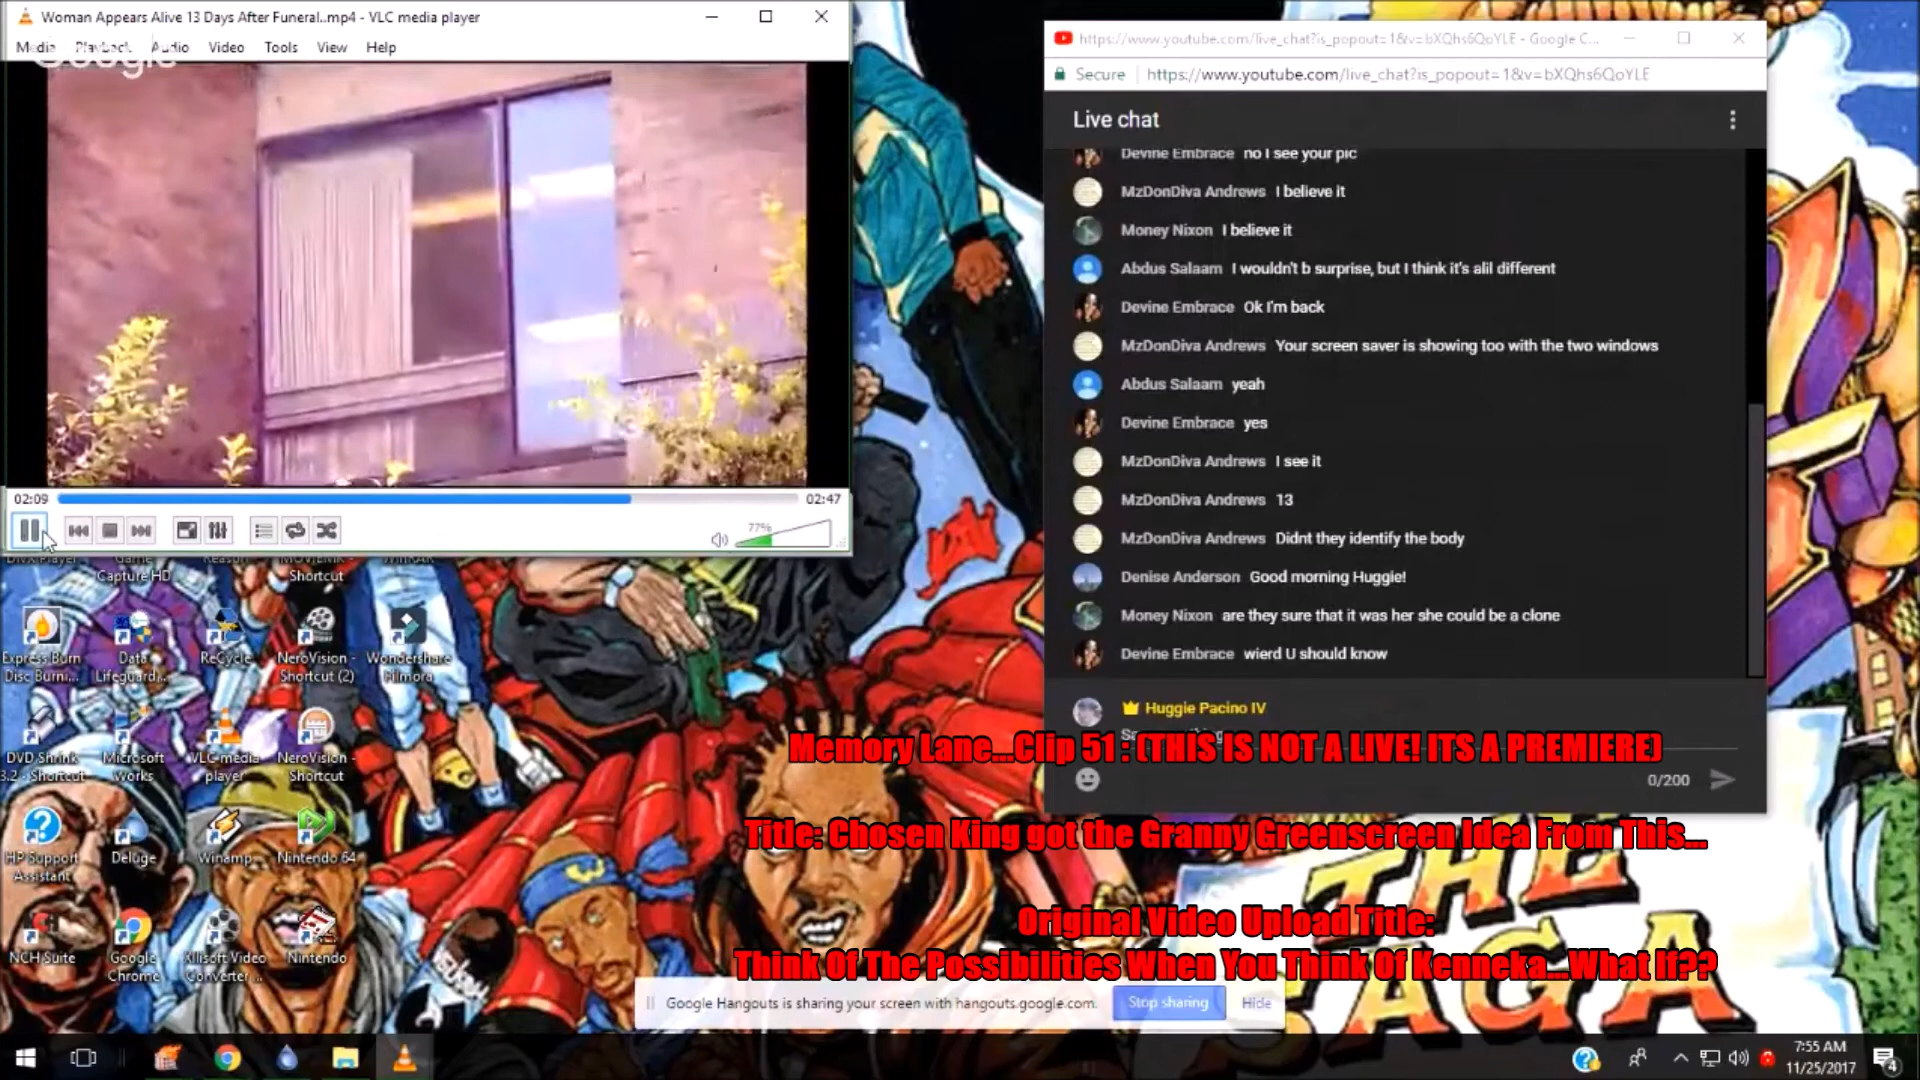 Woman Appears Alive 13 Days After Funeral..mp4 - VLC media player
Media Playback Audio Video Tools View Help
Google
02:09
02:47
77%
https://www.youtube.com/live_chat?is_popout=1&v=bXQhs6QoYLE - Google C...
Secure https://www.youtube.com/live_chat?is_popout=1&v=bXQhs6QoYLE
Live chat
Devine Embrace no I see your pic
MzDonDiva Andrews I believe it
Money Nixon I believe it
Abdus Salaam I wouldn't b surprise, but I think it's alil different
Devine Embrace Ok I'm back
MzDonDiva Andrews Your screen saver is showing too with the two windows
Abdus Salaam yeah
Devine Embrace yes
MzDonDiva Andrews I see it
MzDonDiva Andrews 13
MzDonDiva Andrews Didnt they identify the body
Denise Anderson Good morning Huggie!
Money Nixon are they sure that it was her she could be a clone
Devine Embrace wierd U should know
Huggie Pacino IV
0/200
Memory Lane...Clip 51 : (THIS IS NOT A LIVE! ITS A PREMIERE)
Title: Chosen King got the Granny Greenscreen Idea From This...
Original Video Upload Title:
Think Of The Possibilities When You Think Of Kenneka...What If??
Capture HD
Shortcut
Express Burn
Disc Burni...
Data
Lifeguard...
ReCycle
NeroVision -
Shortcut (2)
Wondershare
Filmora
DVD Shrink
3.2 - Shortcut
Microsoft
Works
VLC media
player
NeroVision -
Shortcut
HP Support
Assistant
Deluge
Winamp
Nintendo 64
NCH Suite
Google
Chrome
Xilisoft Video
Converter ...
Nintendo
THE
SAGA
Google Hangouts is sharing your screen with hangouts.google.com.
Stop sharing
Hide
7:55 AM
11/25/2017
4